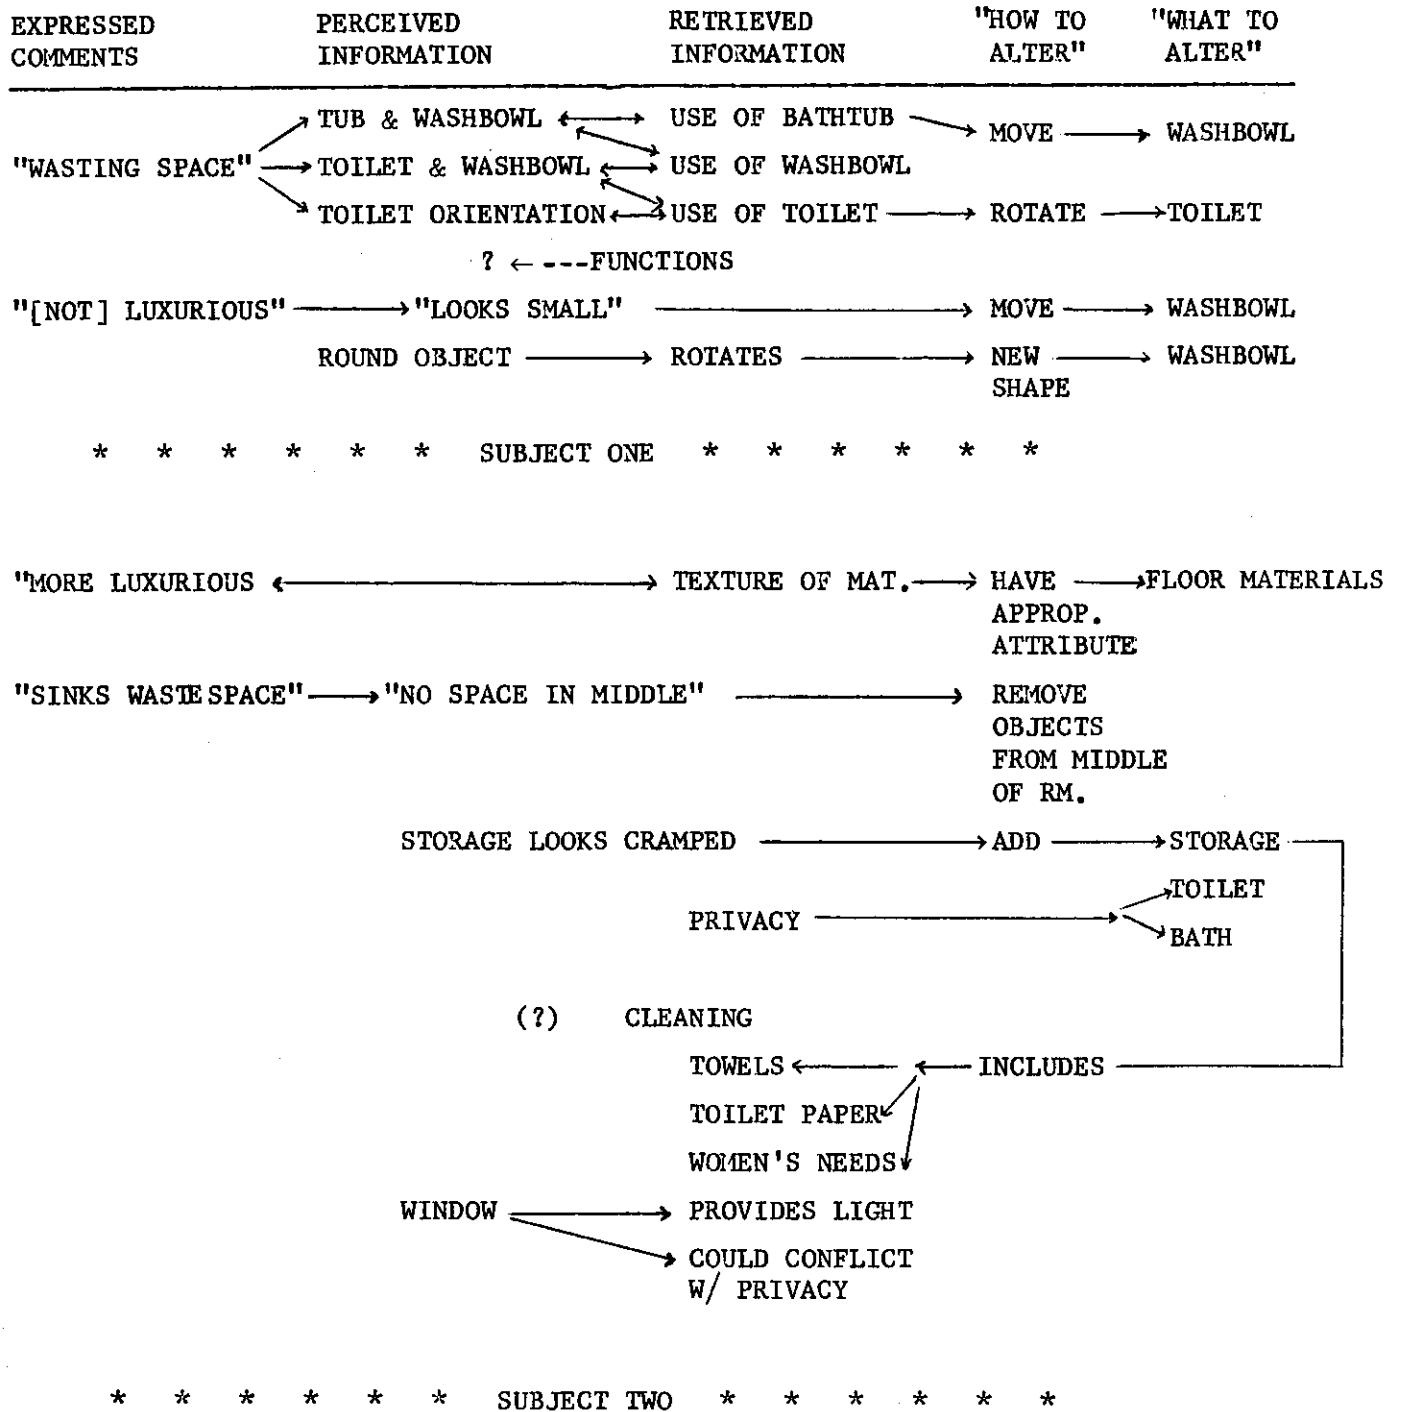 EXPRESSED PERCEIVED RETRIEVED "HOW TO "WHAT TO
COMMENTS INFORMATION INFORMATION ALTER" ALTER"
TUB & WASHBOWL ↔ USE OF BATHTUB → MOVE → WASHBOWL
"WASTING SPACE" → TOILET & WASHBOWL ↔ USE OF WASHBOWL
TOILET ORIENTATION ↔ USE OF TOILET → ROTATE → TOILET
? ← ---FUNCTIONS
"[NOT] LUXURIOUS" → "LOOKS SMALL" → MOVE → WASHBOWL
ROUND OBJECT → ROTATES → NEW → WASHBOWL
SHAPE
* * * * * * SUBJECT ONE * * * * * *
"MORE LUXURIOUS ↔ TEXTURE OF MAT. → HAVE → FLOOR MATERIALS
APPROP.
ATTRIBUTE
"SINKS WASTE SPACE" → "NO SPACE IN MIDDLE" → REMOVE
OBJECTS
FROM MIDDLE
OF RM.
STORAGE LOOKS CRAMPED → ADD → STORAGE
TOILET
PRIVACY →
BATH
(?) CLEANING
TOWELS ← ← INCLUDES
TOILET PAPER
WOMEN'S NEEDS
WINDOW → PROVIDES LIGHT
COULD CONFLICT
W/ PRIVACY
* * * * * * SUBJECT TWO * * * * * *